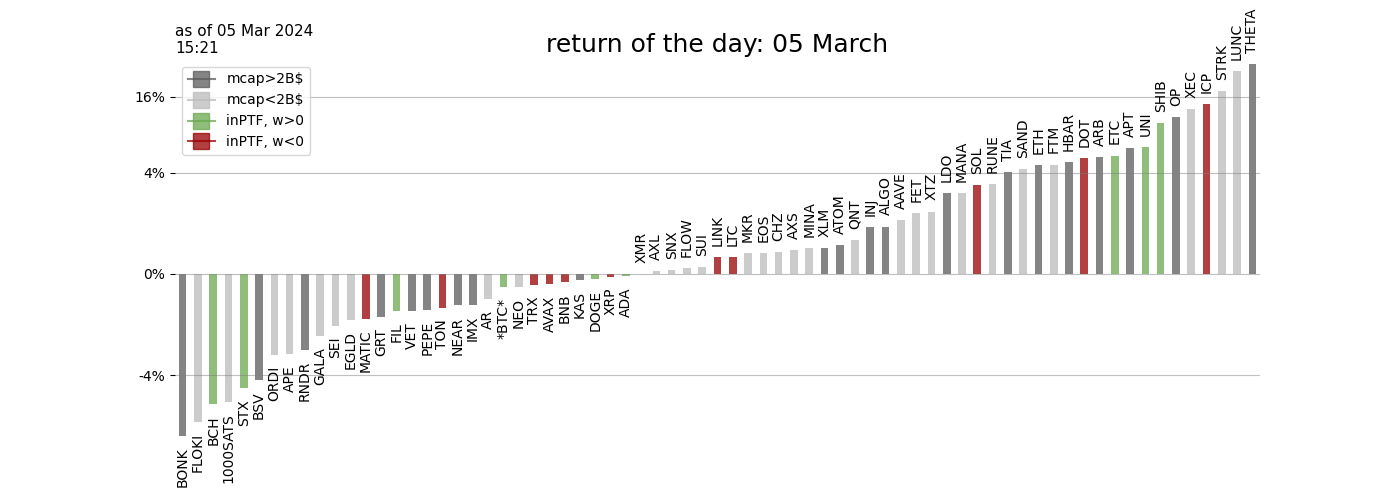 as of 05 Mar 2024
15:21
return of the day: 05 March
mcap>2B$
mcap<2B$
inPTF, w>0
inPTF, w<0
16%
4%
0%
-4%
BONK
FLOKI
BCH
1000SATS
STX
BSV
ORDI
APE
RNDR
GALA
SEI
EGLD
MATIC
GRT
FIL
VET
PEPE
TON
NEAR
IMX
AR
*BTC*
NEO
TRX
AVAX
BNB
KAS
DOGE
XRP
ADA
XMR
AXL
SNX
FLOW
SUI
LINK
LTC
MKR
EOS
CHZ
AXS
MINA
XLM
ATOM
QNT
INJ
ALGO
AAVE
FET
XTZ
LDO
MANA
SOL
RUNE
TIA
SAND
ETH
FTM
HBAR
DOT
ARB
ETC
APT
UNI
SHIB
OP
XEC
ICP
STRK
LUNC
THETA